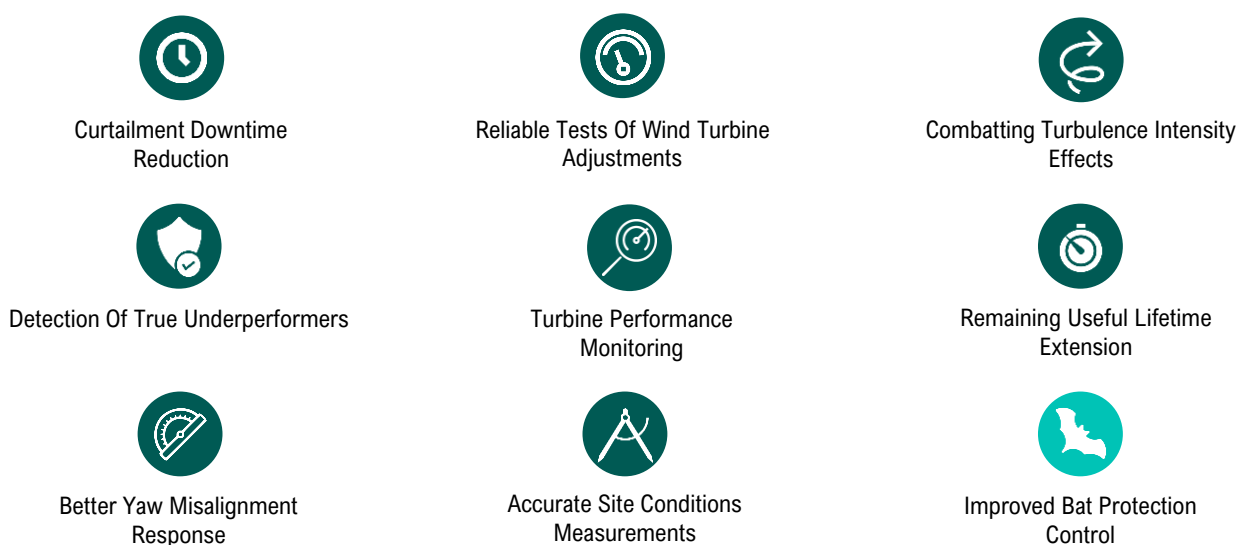 Curtailment Downtime
Reduction
Reliable Tests Of Wind Turbine
Adjustments
Combatting Turbulence Intensity
Effects
Detection Of True Underperformers
Turbine Performance
Monitoring
Remaining Useful Lifetime
Extension
Better Yaw Misalignment
Response
Accurate Site Conditions
Measurements
Improved Bat Protection
Control